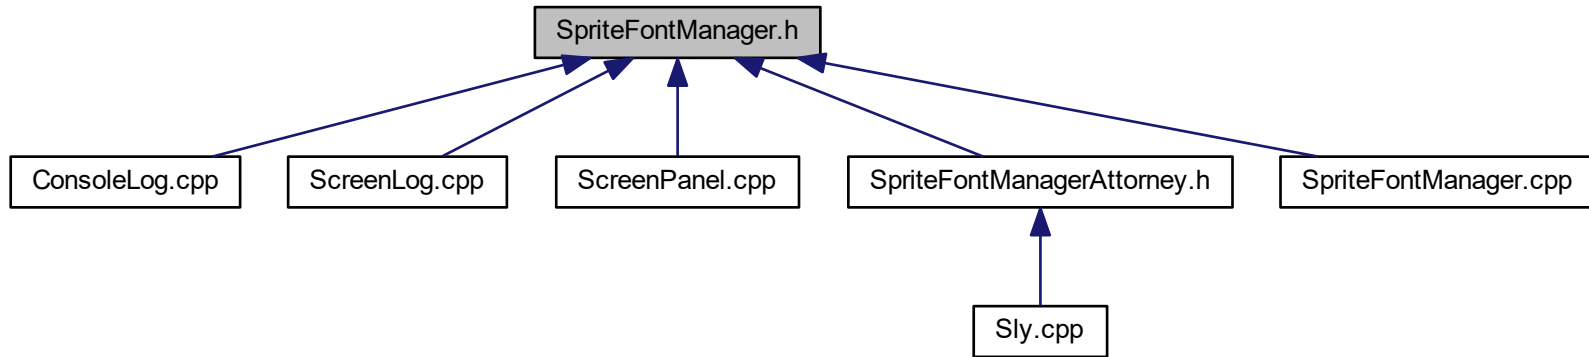 SpriteFontManager.h
ConsoleLog.cpp
ScreenLog.cpp
ScreenPanel.cpp
SpriteFontManagerAttorney.h
SpriteFontManager.cpp
Sly.cpp